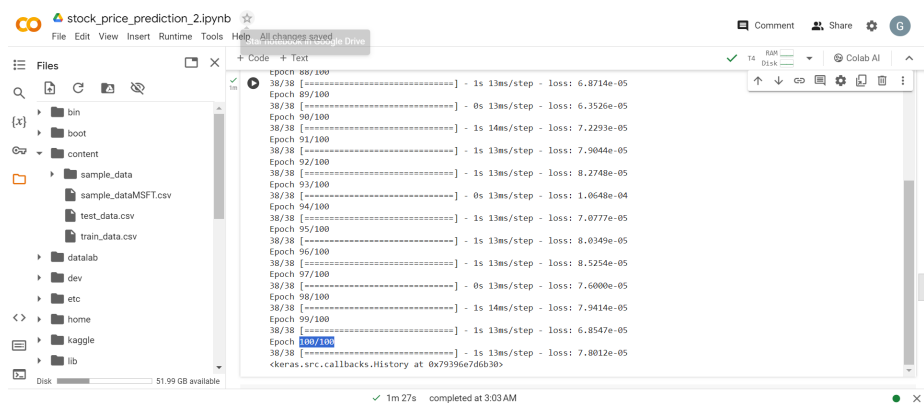 stock_price_prediction_2.ipynb
Comment
Share
G
File Edit View Insert Runtime Tools Help All changes saved
Star notebook in Google Drive
Files
+ Code + Text
T4
RAM
Disk
Colab AI
1m
{x}
bin
boot
content
sample_data
sample_dataMSFT.csv
test_data.csv
train_data.csv
datalab
dev
etc
home
kaggle
lib
Disk 51.99 GB available
Epoch 88/100
38/38 [==============================] - 1s 13ms/step - loss: 6.8714e-05
Epoch 89/100
38/38 [==============================] - 0s 13ms/step - loss: 6.3526e-05
Epoch 90/100
38/38 [==============================] - 1s 14ms/step - loss: 7.2293e-05
Epoch 91/100
38/38 [==============================] - 1s 13ms/step - loss: 7.9044e-05
Epoch 92/100
38/38 [==============================] - 1s 13ms/step - loss: 8.2748e-05
Epoch 93/100
38/38 [==============================] - 0s 13ms/step - loss: 1.0648e-04
Epoch 94/100
38/38 [==============================] - 1s 13ms/step - loss: 7.0777e-05
Epoch 95/100
38/38 [==============================] - 1s 13ms/step - loss: 8.0349e-05
Epoch 96/100
38/38 [==============================] - 1s 13ms/step - loss: 8.5254e-05
Epoch 97/100
38/38 [==============================] - 0s 13ms/step - loss: 7.6000e-05
Epoch 98/100
38/38 [==============================] - 1s 14ms/step - loss: 7.9414e-05
Epoch 99/100
38/38 [==============================] - 1s 13ms/step - loss: 6.8547e-05
Epoch 100/100
38/38 [==============================] - 1s 13ms/step - loss: 7.8012e-05
<keras.src.callbacks.History at 0x79396e7d6b30>
1m 27s completed at 3:03 AM